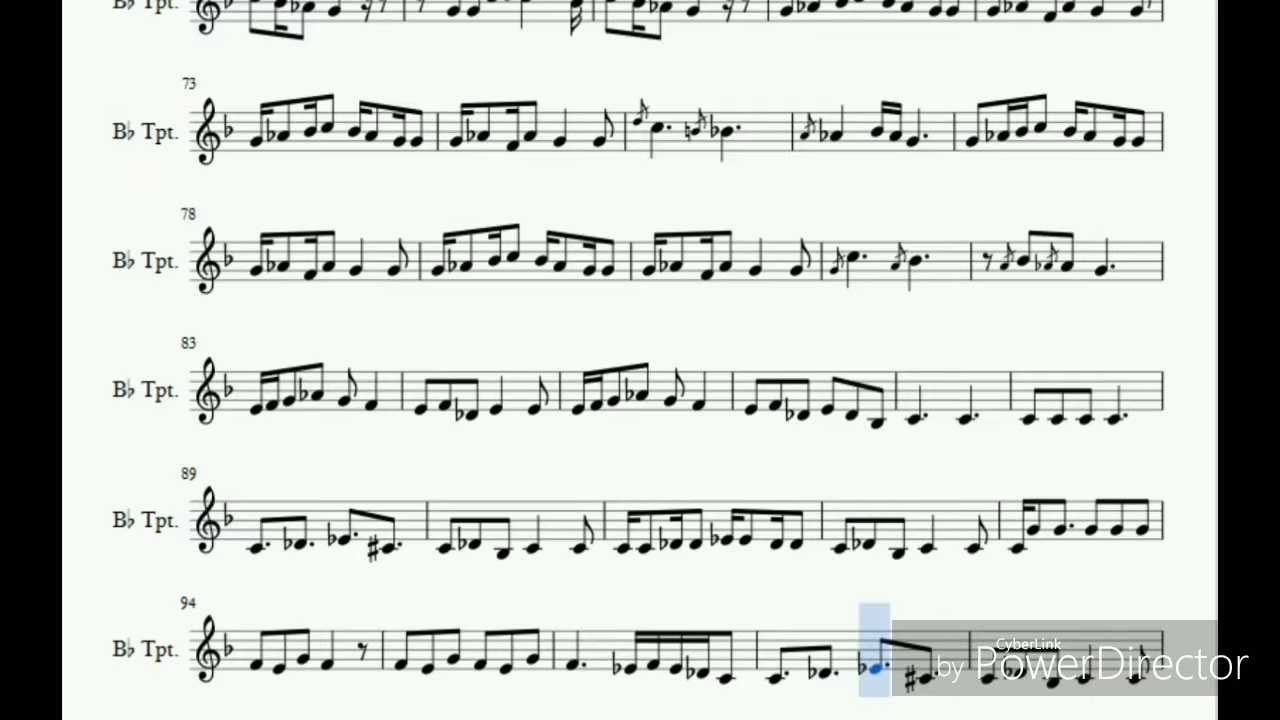 B♭ Tpt.
73
B♭ Tpt.
78
B♭ Tpt.
83
B♭ Tpt.
89
B♭ Tpt.
94
B♭ Tpt.
CyberLink
by PowerDirector